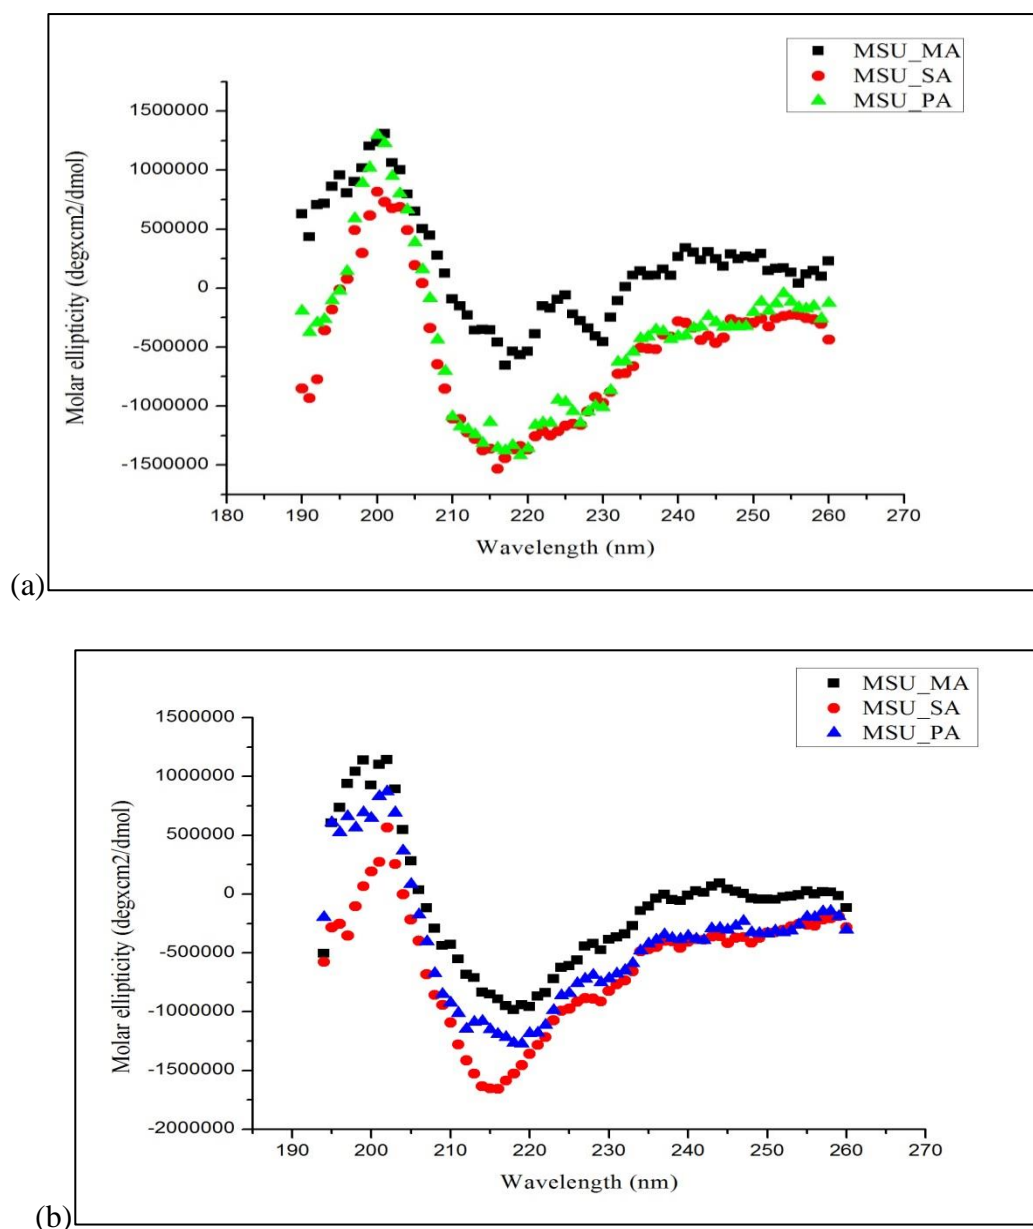 MSU_MA
MSU_SA
MSU_PA
1500000
1000000
500000
0
-500000
-1000000
-1500000
Molar ellipticity (degxcm2/dmol)
180 190 200 210 220 230 240 250 260 270
Wavelength (nm)
(a)
MSU_MA
MSU_SA
MSU_PA
1500000
1000000
500000
0
-500000
-1000000
-1500000
-2000000
Molar ellipticity (degxcm2/dmol)
190 200 210 220 230 240 250 260 270
Wavelength (nm)
(b)